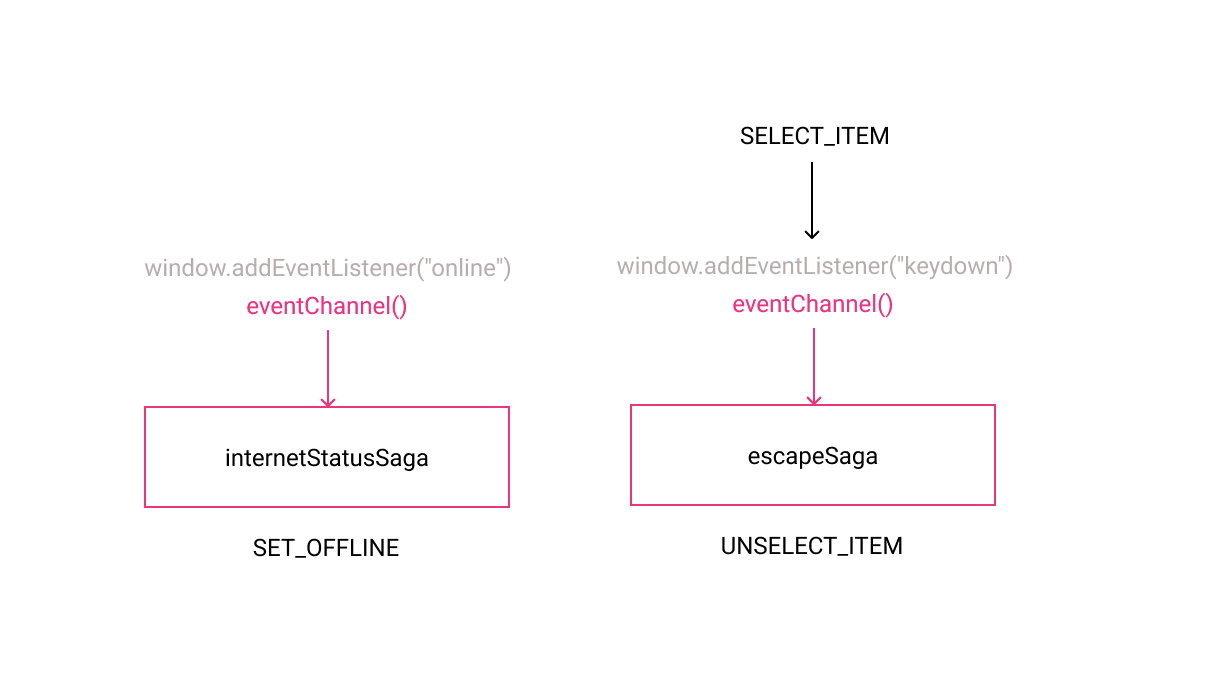 SELECT_ITEM
window.addEventListener("online")
eventChannel()
internetStatusSaga
SET_OFFLINE
window.addEventListener("keydown")
eventChannel()
escapeSaga
UNSELECT_ITEM